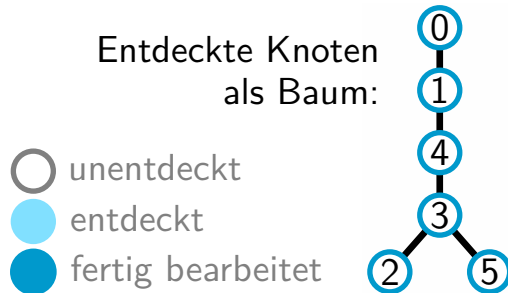 Entdeckte Knoten
als Baum:
unentdeckt
entdeckt
fertig bearbeitet
0
1
4
3
2 5